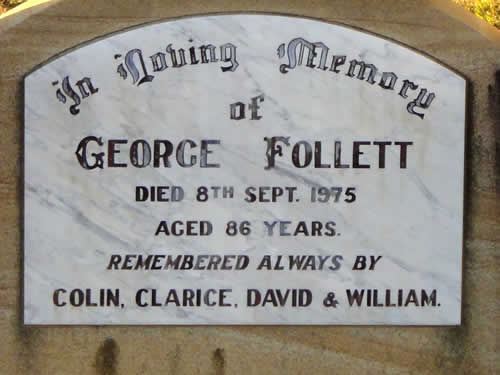 In Loving Memory
of
GEORGE FOLLETT
DIED 8TH SEPT. 1975
AGED 86 YEARS.
REMEMBERED ALWAYS BY
COLIN, CLARICE, DAVID & WILLIAM.